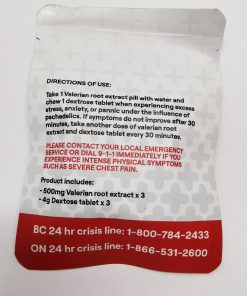 DIRECTIONS OF USE:
Take 1 Valerian root extract pill with water and
chew 1 dextrose tablet when experiencing excess
stress, anxiety, or pannic under the influence of
pschedelics. If symptoms do not improve after 30
minutes, take another dose of valerian root
extract and dextose tablet every 30 minutes.
PLEASE CONTACT YOUR LOCAL EMERGENCY
SERVICE OR DIAL 9-1-1 IMMEDIATELY IF YOU
EXPERIENCE INTENSE PHYSICAL SYMPTOMS
SUCH AS SEVERE CHEST PAIN.
Product includes:
- 500mg Valerian root extract x 3
- 4g Dextose tablet x 3
BC 24 hr crisis line: 1-800-784-2433
ON 24 hr crisis line: 1-866-531-2600